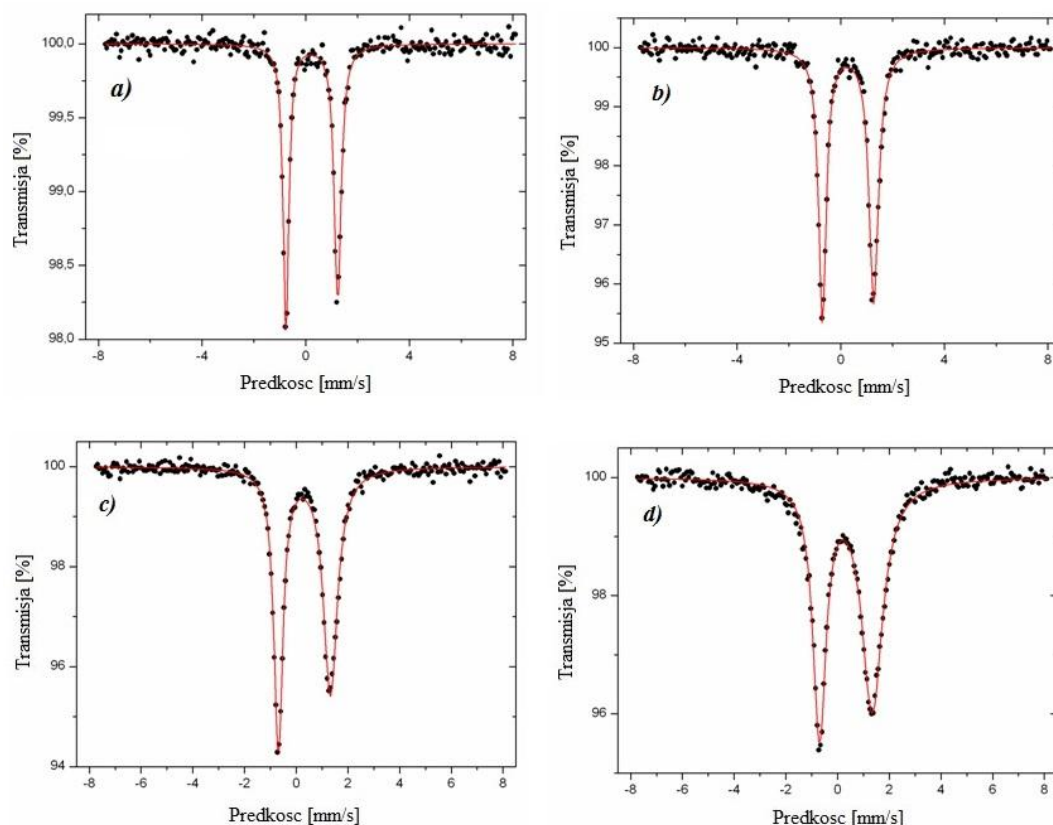 a)
Transmisja [%]
100,0
99,5
99,0
98,5
98,0
-8 -4 0 4 8
Predkosc [mm/s]
b)
Transmisja [%]
100
99
98
97
96
95
-8 -4 0 4 8
Predkosc [mm/s]
c)
Transmisja [%]
100
98
96
94
-8 -6 -4 -2 0 2 4 6 8
Predkosc [mm/s]
d)
Transmisja [%]
100
98
96
-8 -6 -4 -2 0 2 4 6 8
Predkosc [mm/s]